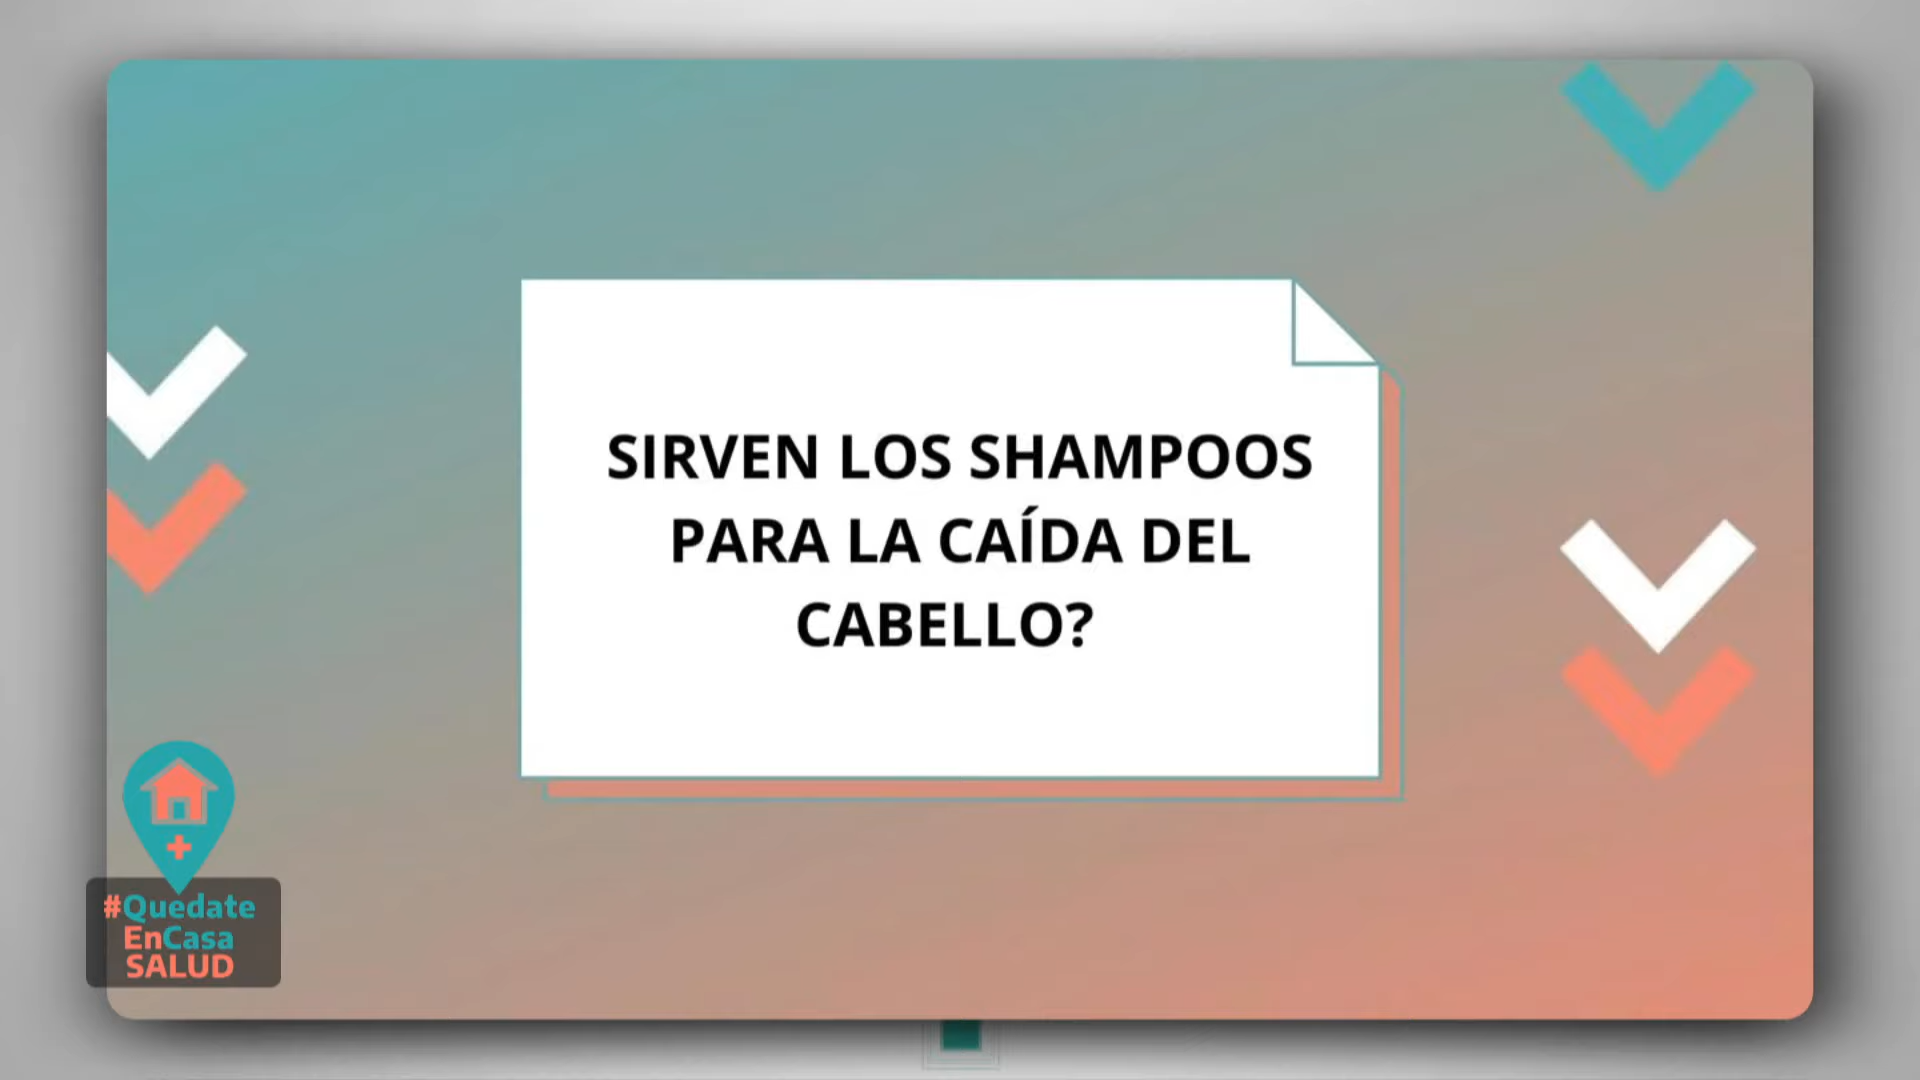 SIRVEN LOS SHAMPOOS
PARA LA CAÍDA DEL
CABELLO?
#Quedate
EnCasa
SALUD